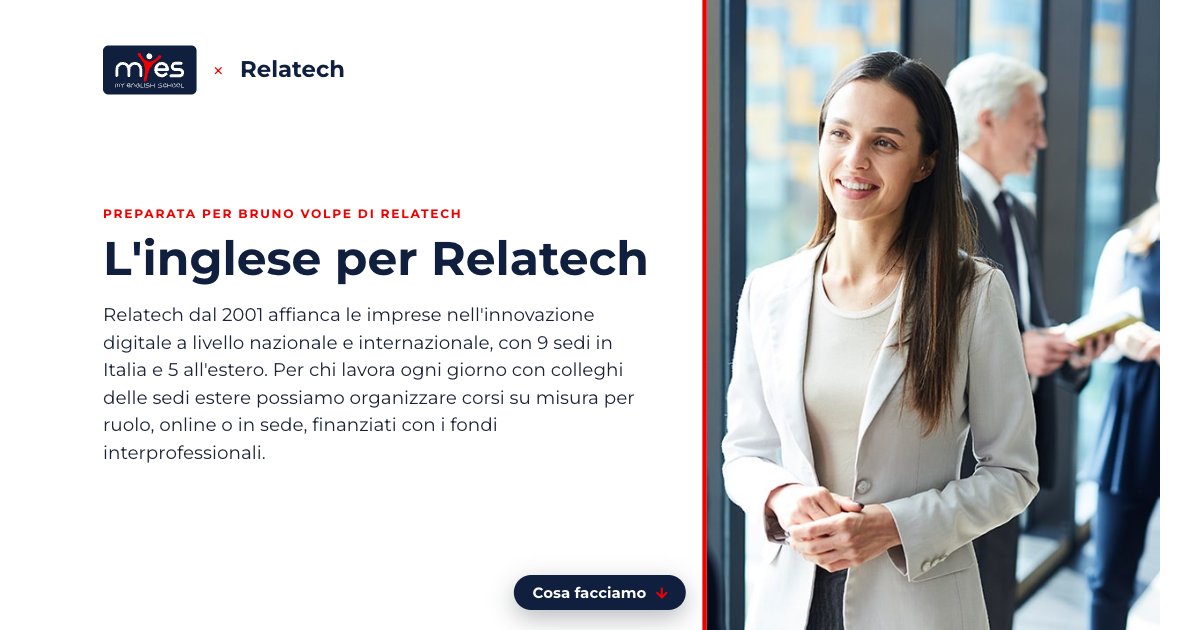 myes
MY ENGLISH SCHOOL
× Relatech
PREPARATA PER BRUNO VOLPE DI RELATECH
L'inglese per Relatech
Relatech dal 2001 affianca le imprese nell'innovazione
digitale a livello nazionale e internazionale, con 9 sedi in
Italia e 5 all'estero. Per chi lavora ogni giorno con colleghi
delle sedi estere possiamo organizzare corsi su misura per
ruolo, online o in sede, finanziati con i fondi
interprofessionali.
Cosa facciamo ↓